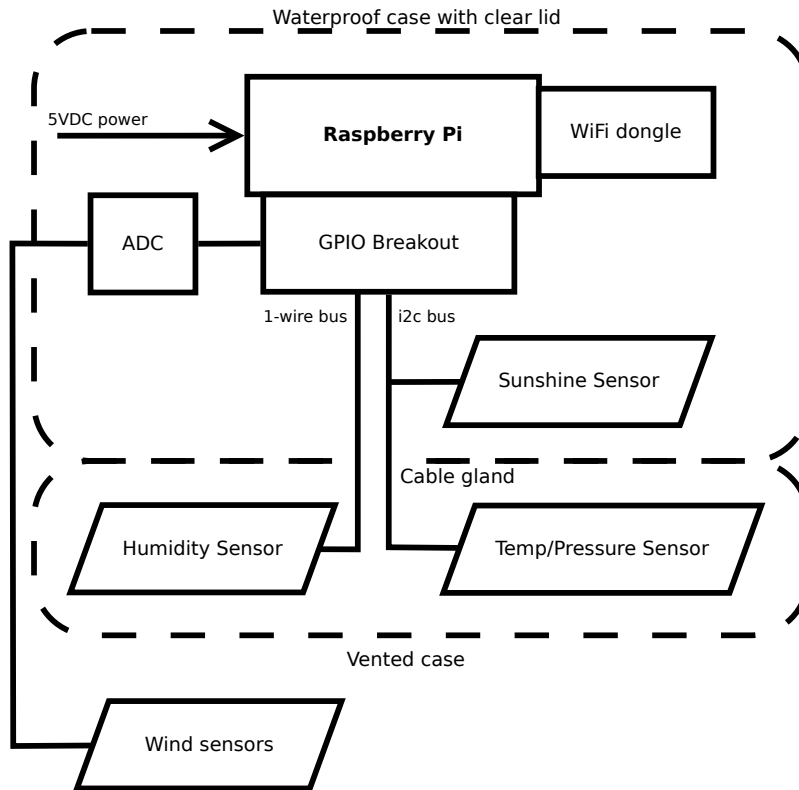 Waterproof case with clear lid
5VDC power
Raspberry Pi
WiFi dongle
ADC
GPIO Breakout
1-wire bus
i2c bus
Sunshine Sensor
Cable gland
Humidity Sensor
Temp/Pressure Sensor
Vented case
Wind sensors